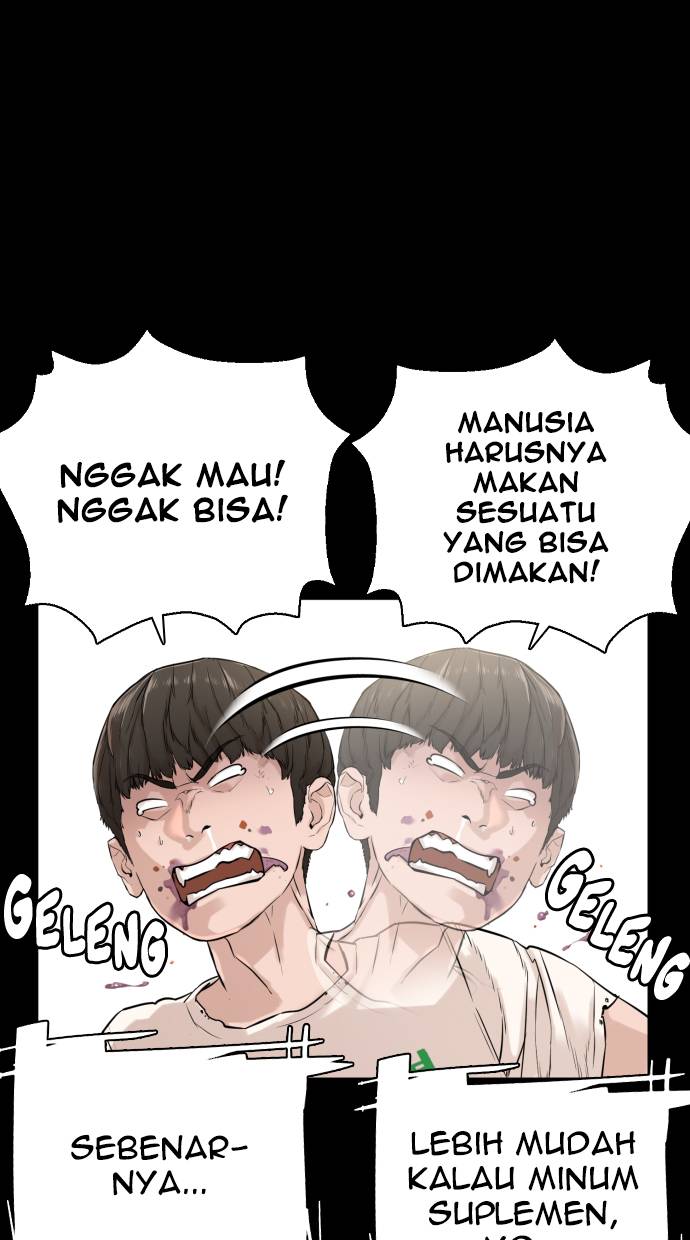 NGGAK MAU!
NGGAK BISA!
MANUSIA
HARUSNYA
MAKAN
SESUATU
YANG BISA
DIMAKAN!
GELENG
GELENG
SEBENAR-
NYA...
LEBIH MUDAH
KALAU MINUM
SUPLEMEN,